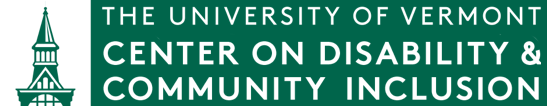 THE UNIVERSITY OF VERMONT
CENTER ON DISABILITY &
COMMUNITY INCLUSION